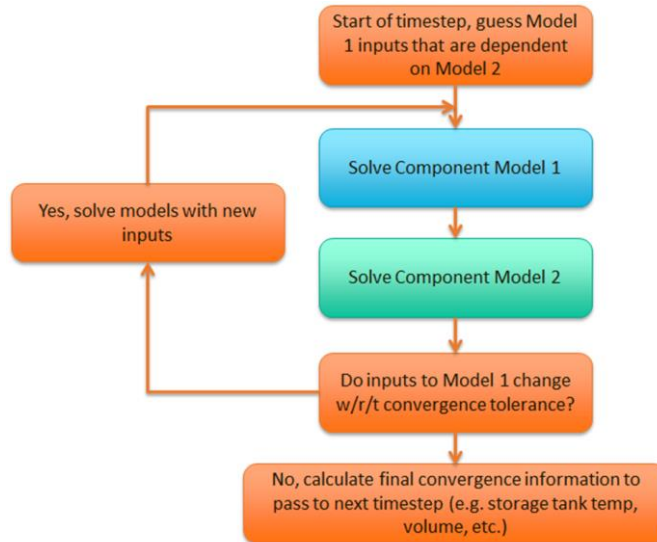 Start of timestep, guess Model
1 inputs that are dependent
on Model 2
Solve Component Model 1
Yes, solve models with new
inputs
Solve Component Model 2
Do inputs to Model 1 change
w/r/t convergence tolerance?
No, calculate final convergence information to
pass to next timestep (e.g. storage tank temp,
volume, etc.)